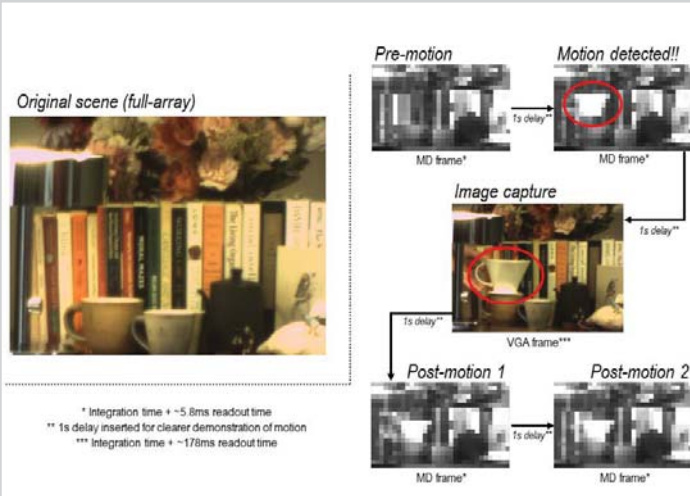 Pre-motion
Motion detected!!
Original scene (full-array)
1s delay**
MD frame*
MD frame*
Image capture
1s delay**
1s delay**
VGA frame***
Post-motion 1
Post-motion 2
* Integration time + ~5.8ms readout time
** 1s delay inserted for clearer demonstration of motion
*** Integration time + ~178ms readout time
1s delay**
MD frame*
MD frame*
The Living